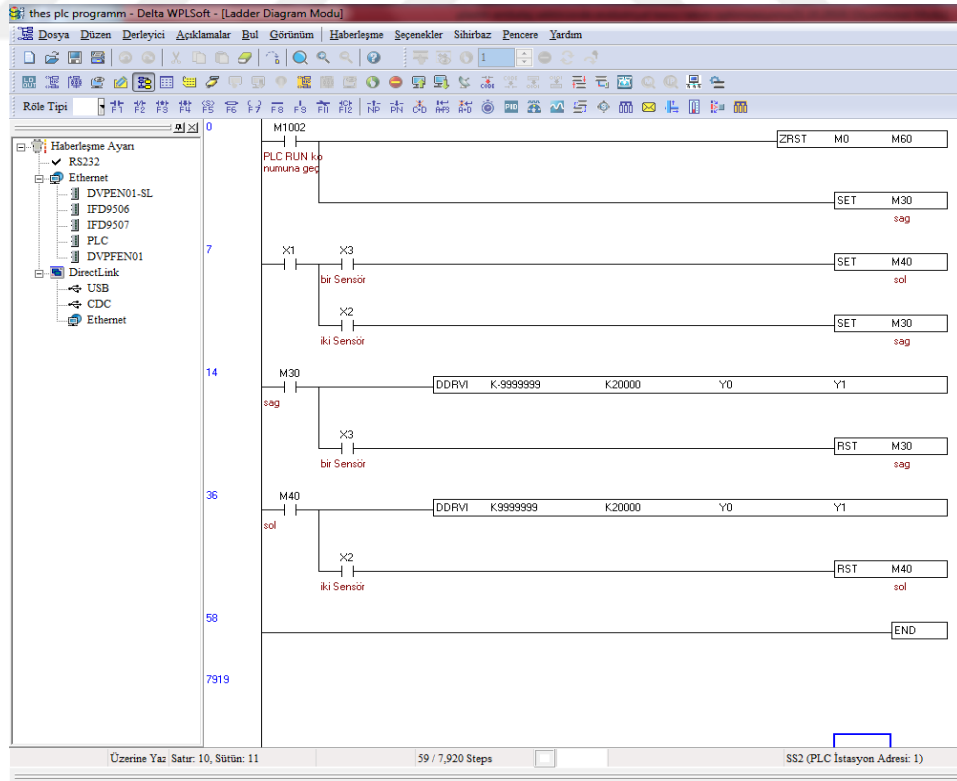 thes plc programm - Delta WPLSoft - [Ladder Diagram Modu]
Dosya Düzen Derleyici Açıklamalar Bul Görünüm Haberleşme Seçenekler Sihirbaz Pencere Yardım
1
Röle Tipi
Haberleşme Ayarı
RS232
Ethernet
DVPEN01-SL
IFD9506
IFD9507
PLC
DVPFEN01
DirectLink
USB
CDC
Ethernet
0
M1002
ZRST M0 M60
PLC RUN ko
numuna geç
SET M30
sag
7
X1 X3
SET M40
bir Sensör
sol
X2
SET M30
iki Sensör
sag
14
M30
DDRVI K-9999999 K20000 Y0 Y1
sag
X3
RST M30
bir Sensör
sag
36
M40
DDRVI K9999999 K20000 Y0 Y1
sol
X2
RST M40
iki Sensör
sol
58
END
7919
Üzerine Yaz Satır: 10, Sütun: 11 59 / 7,920 Steps SS2 (PLC İstasyon Adresi: 1)